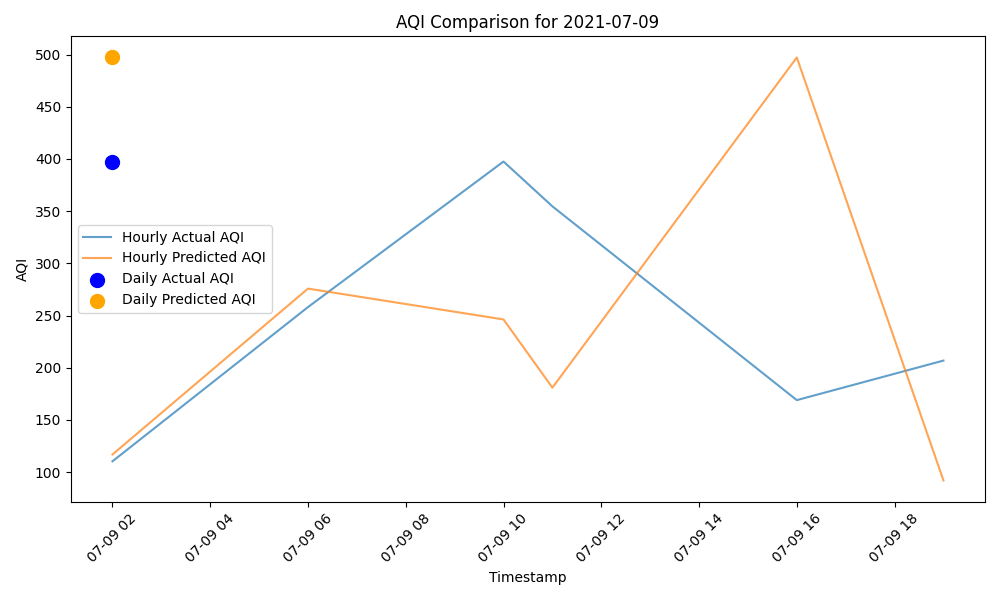 AQI Comparison for 2021-07-09
500
450
400
350
300
250
200
150
100
AQI
Hourly Actual AQI
Hourly Predicted AQI
Daily Actual AQI
Daily Predicted AQI
07-09 02
07-09 04
07-09 06
07-09 08
07-09 10
07-09 12
07-09 14
07-09 16
07-09 18
Timestamp